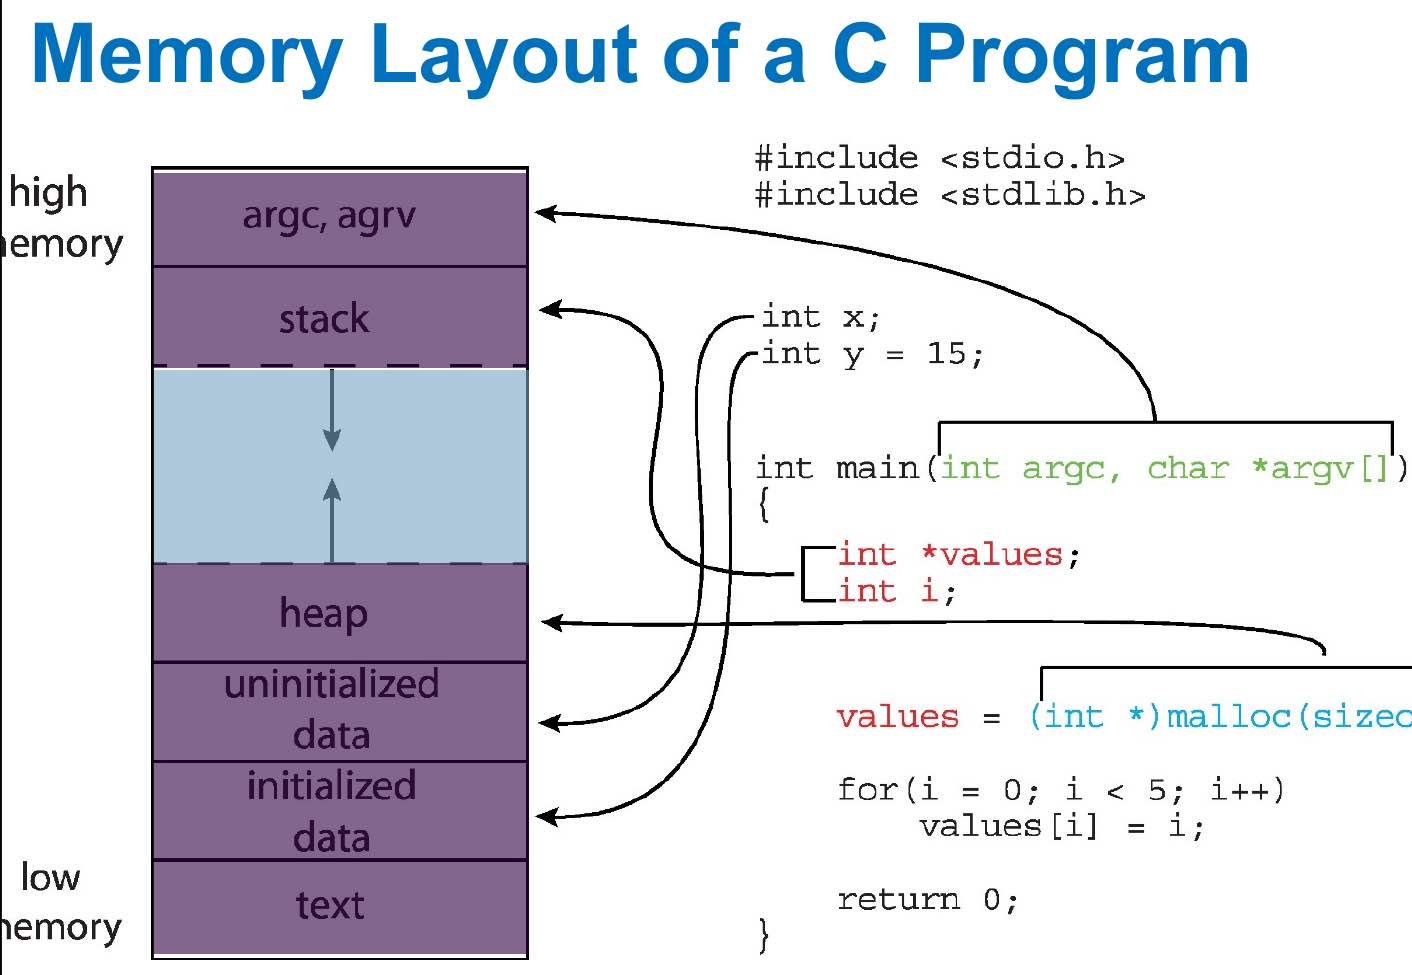 Memory Layout of a C Program
high
memory
argc, agrv
stack
heap
uninitialized
data
initialized
data
text
low
memory
#include <stdio.h>
#include <stdlib.h>
int x;
int y = 15;
int main(int argc, char *argv[])
{
int *values;
int i;
values = (int *)malloc(sizeo
for(i = 0; i < 5; i++)
values[i] = i;
return 0;
}